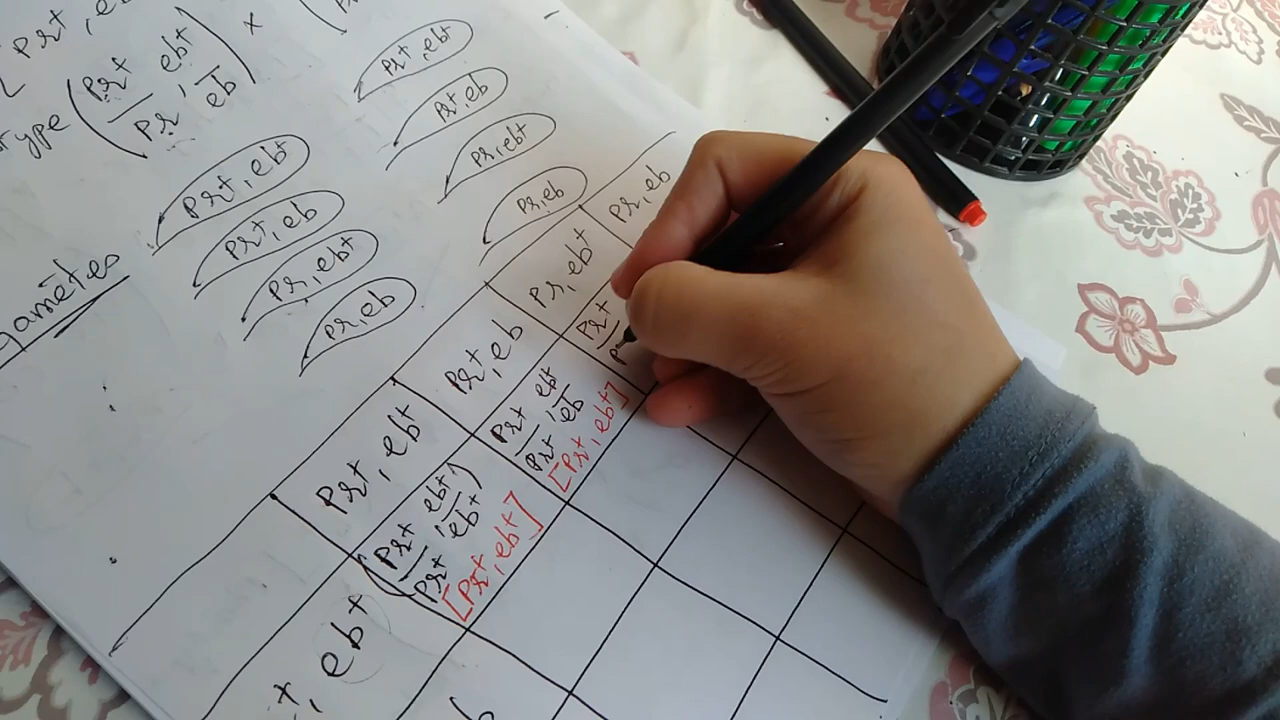 [Pr+, eb+
type (Pr+/Pr, eb+/eb) ×
gamètes
Pr+, eb+
Pr+, eb
Pr, eb+
Pr, eb
Pr+, eb+
Pr+, eb
Pr, eb+
Pr, eb
Pr+, eb+
Pr+, eb
Pr, eb+
Pr, eb
, eb+
(Pr+ eb+)
Pr+ , eb+
[Pr+, eb+]
Pr+ eb+
Pr+ , eb
[Pr+, eb+]
Pr+
P